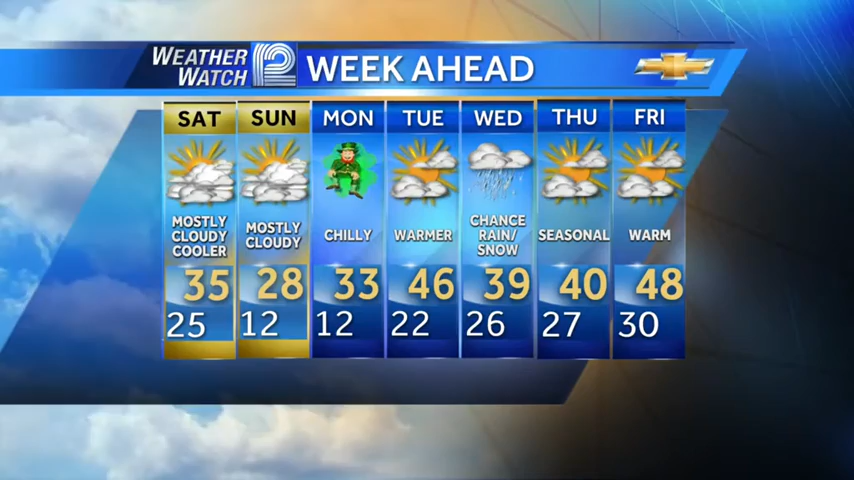 WEATHER
WATCH
12
WEEK AHEAD
SAT SUN MON TUE WED THU FRI
MOSTLY
CLOUDY
COOLER
MOSTLY
CLOUDY
CHILLY
WARMER
CHANCE
RAIN/
SNOW
SEASONAL
WARM
35 28 33 46 39 40 48
25 12 12 22 26 27 30